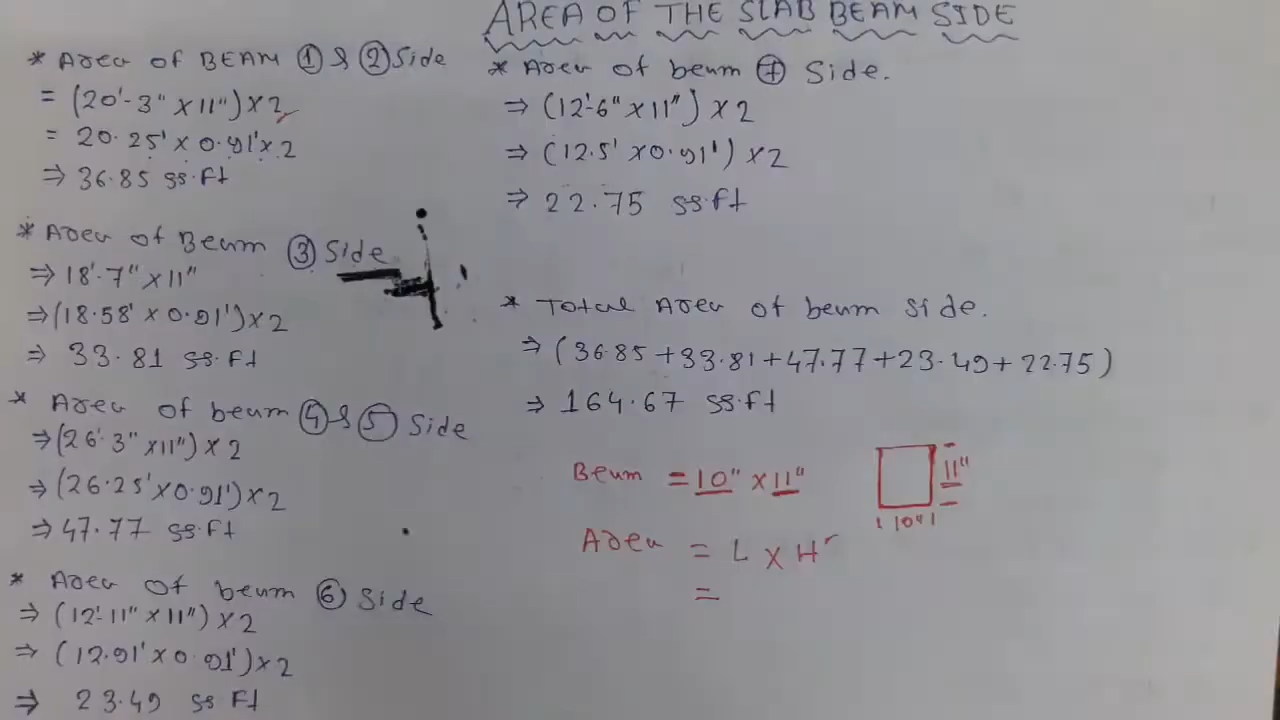 AREA OF THE SLAB BEAM SIDE
* Area of BEAM ① & ② Side
= (20'-3" x 11") x 2
= 20.25' x 0.91' x 2
⇒ 36.85 sq.ft
* Area of Beam ③ Side
⇒ 18'-7" x 11"
⇒ (18.58' x 0.91') x 2
⇒ 33.81 sq.ft
* Area of beam ④ & ⑤ Side
⇒ (26'3" x 11") x 2
⇒ (26.25' x 0.91') x 2
⇒ 47.77 sq.ft
* Area of beam ⑥ Side
⇒ (12'-11" x 11") x 2
⇒ (12.91' x 0.91') x 2
⇒ 23.49 sq Ft
* Area of beam ⑦ Side.
⇒ (12'-6" x 11") x 2
⇒ (12.5' x 0.91') x 2
⇒ 22.75 sq.ft
* Total Area of beam side.
⇒ (36.85 + 33.81 + 47.77 + 23.49 + 22.75)
⇒ 164.67 sq.ft
Beam = 10" x 11"
11"
10"
Area = L x H
=